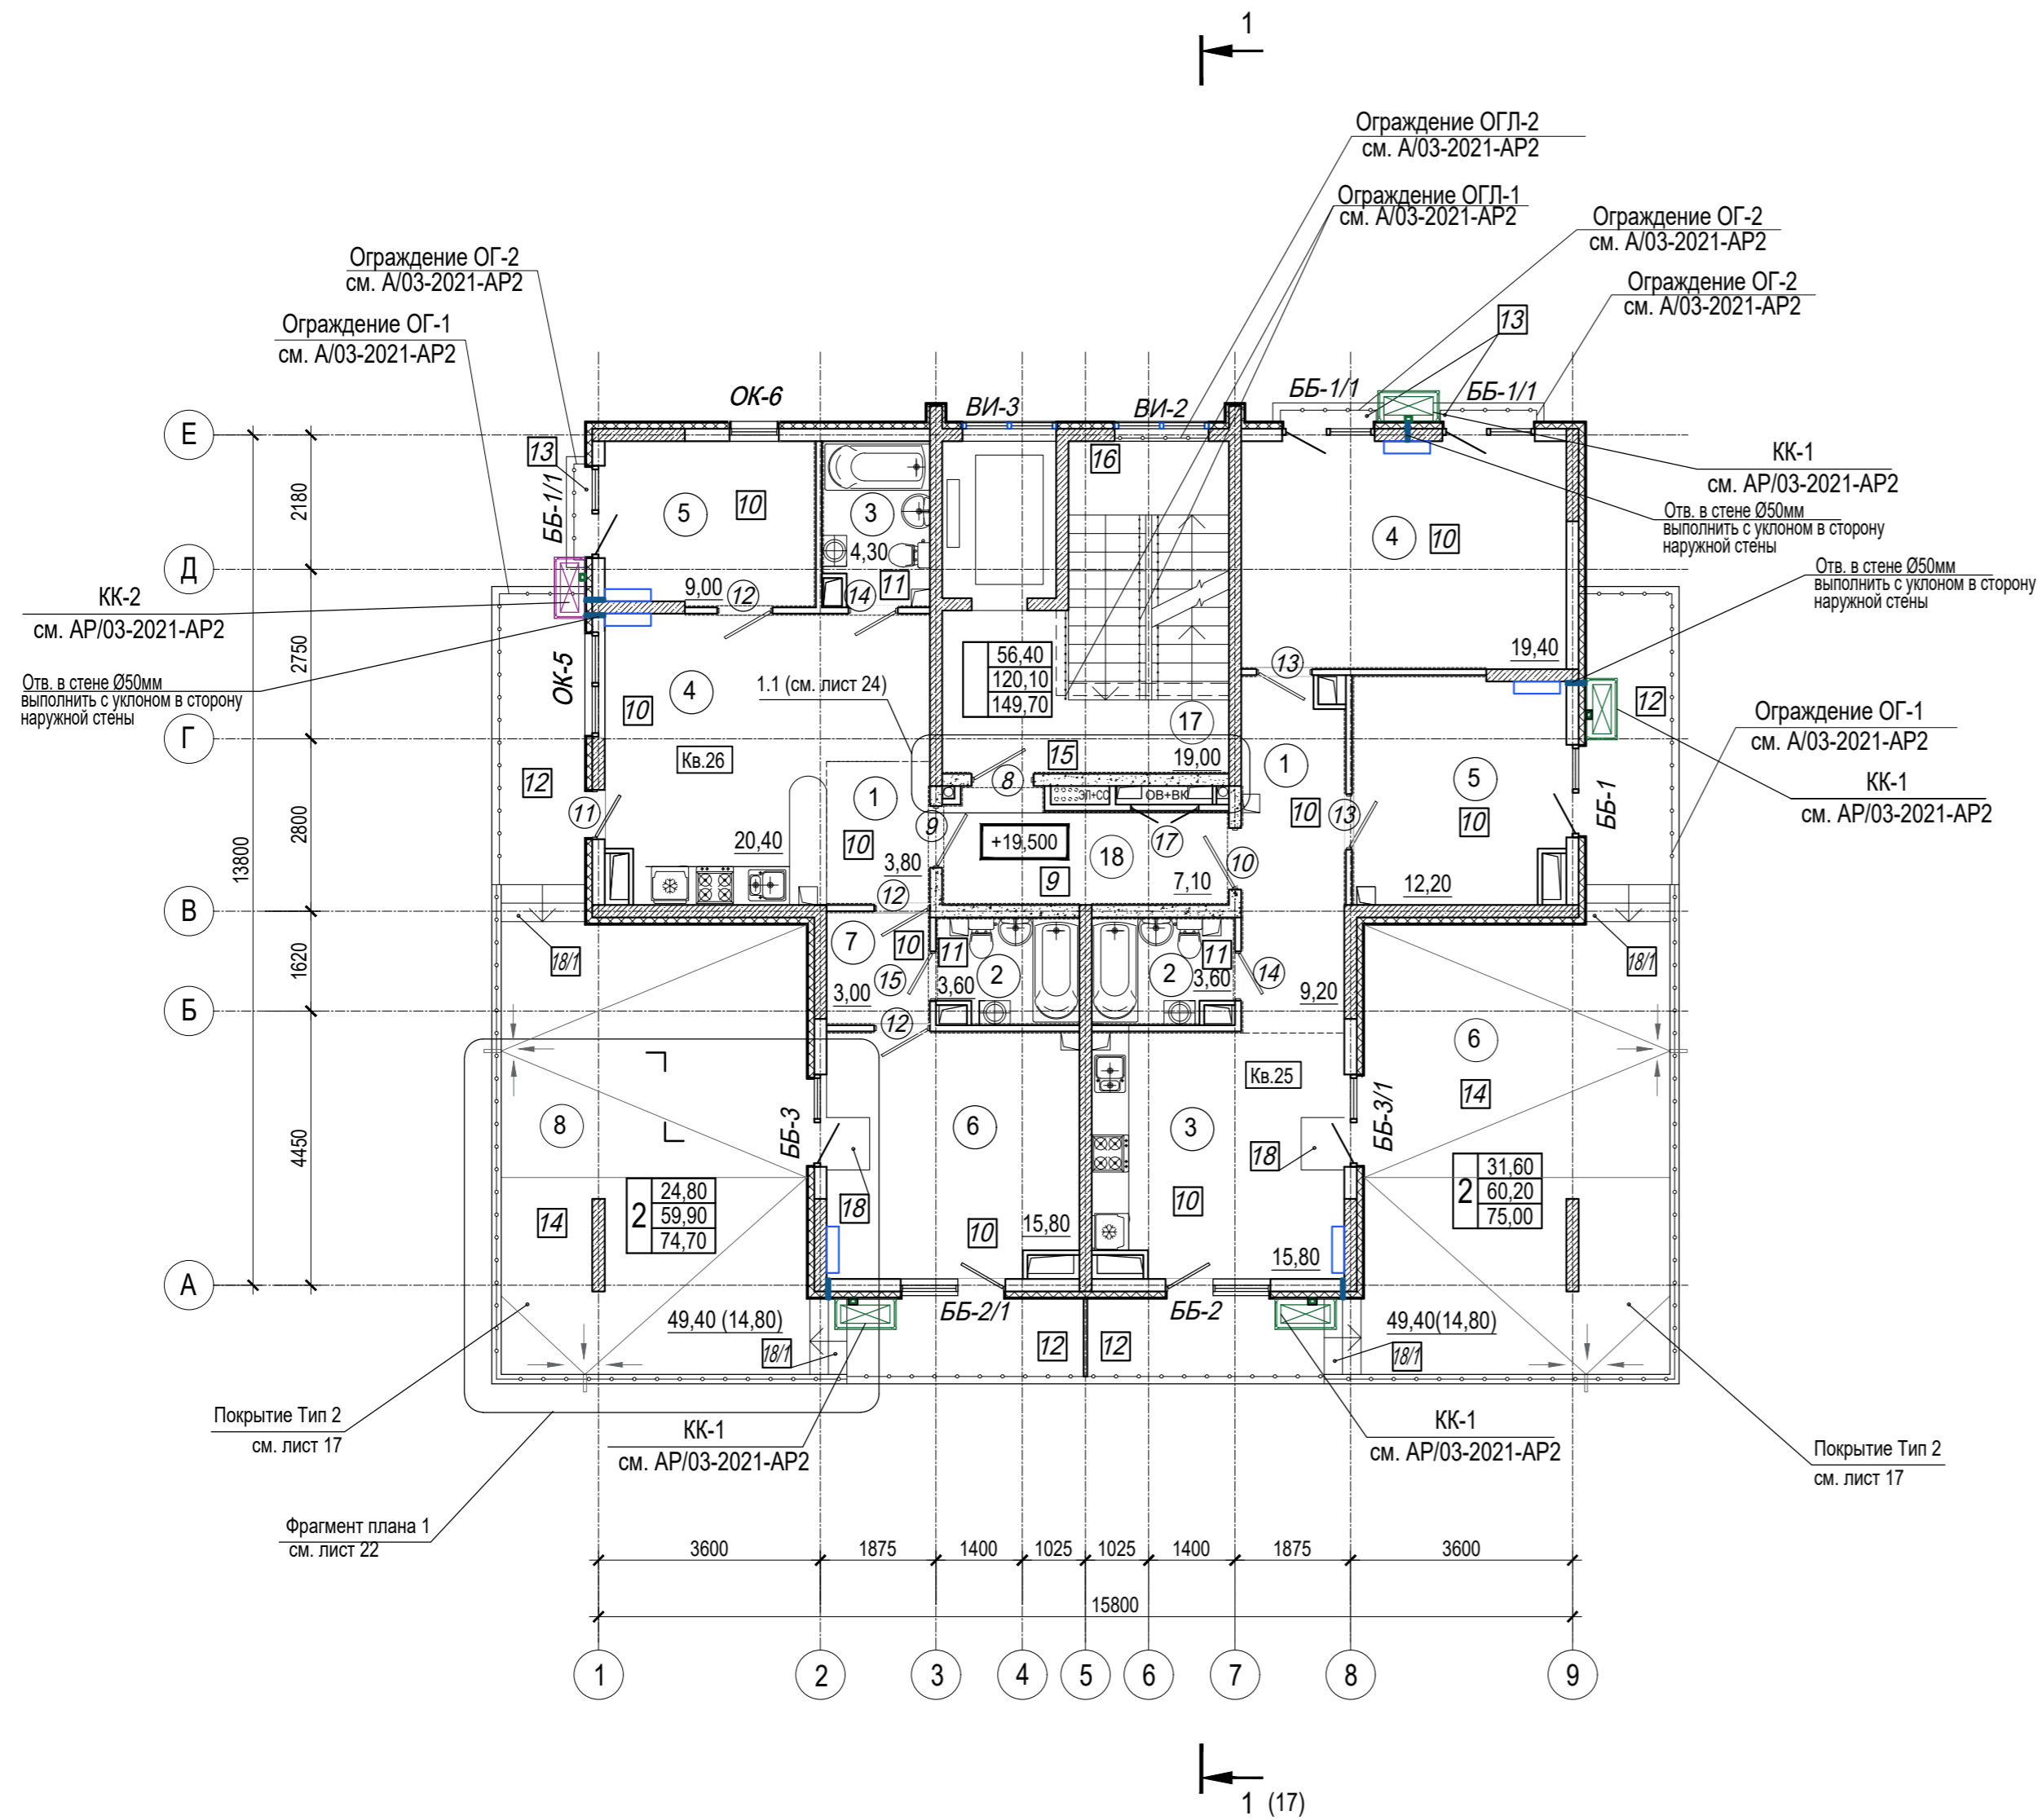 1
Ограждение ОГЛ-2
см. А/03-2021-АР2
Ограждение ОГЛ-1
см. А/03-2021-АР2
Ограждение ОГ-2
см. А/03-2021-АР2
Ограждение ОГ-2
см. А/03-2021-АР2
Ограждение ОГ-2
см. А/03-2021-АР2
Ограждение ОГ-1
см. А/03-2021-АР2
13
ОК-6
ВИ-3
ВИ-2
ББ-1/1
ББ-1/1
Е
13
16
КК-1
см. АР/03-2021-АР2
2180
ББ-1/1
5
10
3
4
10
Отв. в стене Ø50мм
выполнить с уклоном в сторону
наружной стены
4,30
Д
9,00
12
14
11
Отв. в стене Ø50мм
выполнить с уклоном в сторону
наружной стены
КК-2
см. АР/03-2021-АР2
2750
ОК-5
56,40
120,10
149,70
19,40
13
Отв. в стене Ø50мм
выполнить с уклоном в сторону
наружной стены
4
10
1.1 (см. лист 24)
17
12
Ограждение ОГ-1
см. А/03-2021-АР2
Г
Кв.26
15
19,00
1
5
КК-1
см. АР/03-2021-АР2
12
1
8
ЭЛ+СС
ОВ+ВК
10
13
10
ББ-1
13800
2800
11
20,40
10
3,80
9
+19,500
18
17
10
12
9
7,10
12,20
В
7
10
11
11
18/1
18/1
1620
15
2
2
14
3,00
3,60
3,60
9,20
Б
12
6
Кв.25
14
4450
8
ББ-3
6
3
ББ-3/1
18
18
2
24,80
59,90
74,70
2
31,60
60,20
75,00
14
10
15,80
10
15,80
А
49,40 (14,80)
18/1
ББ-2/1
12
12
ББ-2
49,40(14,80)
18/1
Покрытие Тип 2
см. лист 17
КК-1
см. АР/03-2021-АР2
КК-1
см. АР/03-2021-АР2
Покрытие Тип 2
см. лист 17
Фрагмент плана 1
см. лист 22
3600
1875
1400
1025
1025
1400
1875
3600
15800
1
2
3
4
5
6
7
8
9
1 (17)